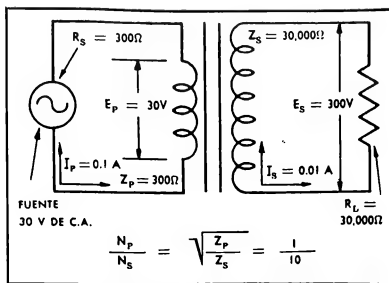 R_S = 300Ω
Z_S = 30,000Ω
E_P = 30V
E_S = 300V
I_P = 0.1 A
Z_P = 300Ω
I_S = 0.01 A
FUENTE
30 V DE C.A.
R_L =
30,000Ω
N_P / N_S = √(Z_P / Z_S) = 1 / 10